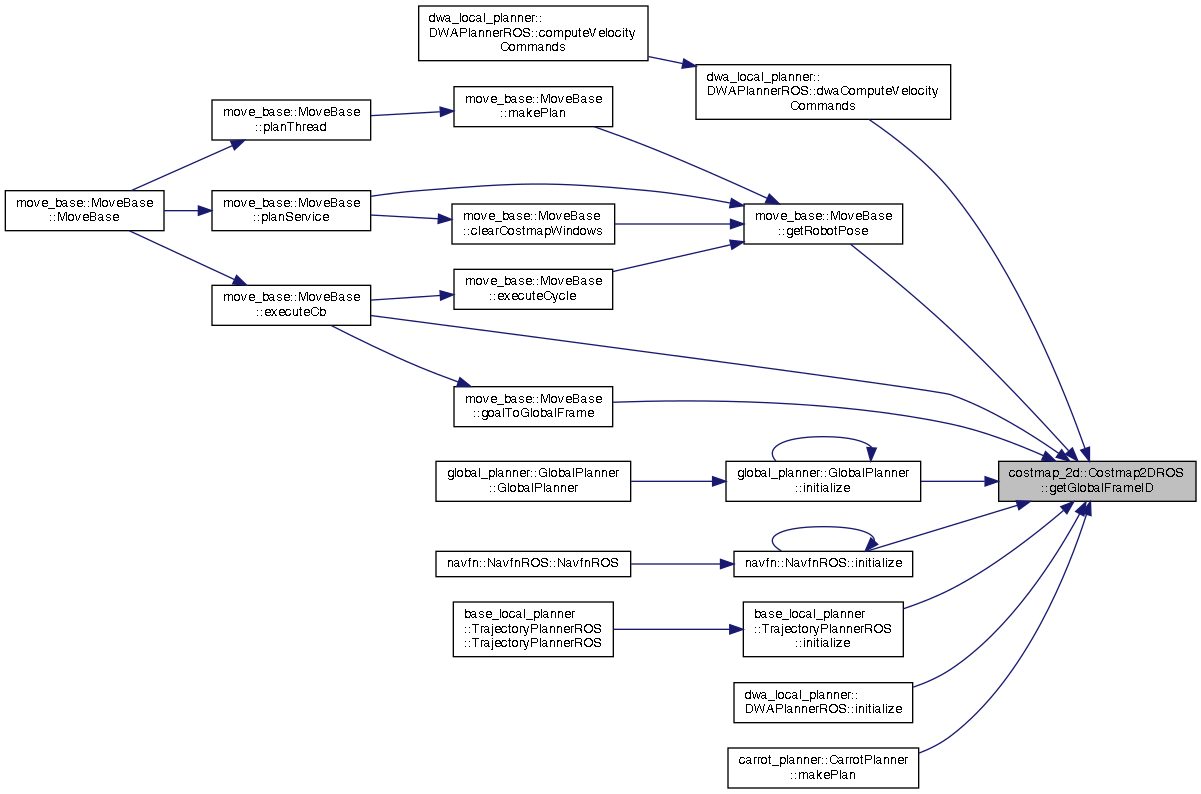 dwa_local_planner::
DWAPlannerROS::computeVelocity
Commands
dwa_local_planner::
DWAPlannerROS::dwaComputeVelocity
Commands
move_base::MoveBase
::makePlan
move_base::MoveBase
::planThread
move_base::MoveBase
::MoveBase
move_base::MoveBase
::planService
move_base::MoveBase
::clearCostmapWindows
move_base::MoveBase
::getRobotPose
move_base::MoveBase
::executeCycle
move_base::MoveBase
::executeCb
move_base::MoveBase
::goalToGlobalFrame
global_planner::GlobalPlanner
::GlobalPlanner
global_planner::GlobalPlanner
::initialize
costmap_2d::Costmap2DROS
::getGlobalFrameID
navfn::NavfnROS::NavfnROS
navfn::NavfnROS::initialize
base_local_planner
::TrajectoryPlannerROS
::TrajectoryPlannerROS
base_local_planner
::TrajectoryPlannerROS
::initialize
dwa_local_planner::
DWAPlannerROS::initialize
carrot_planner::CarrotPlanner
::makePlan